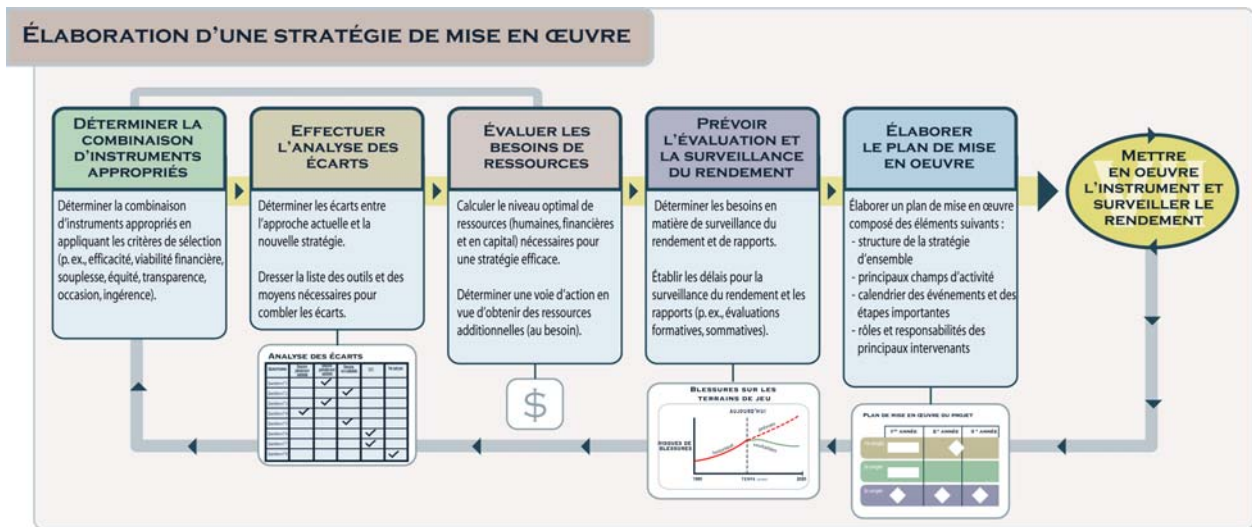 ÉLABORATION D'UNE STRATÉGIE DE MISE EN ŒUVRE
DÉTERMINER LA
COMBINAISON
D'INSTRUMENTS
APPROPRIÉS
Déterminer la combinaison
d'instruments appropriés en
appliquant les critères de sélection
(p. ex., efficacité, viabilité financière,
souplesse, équité, transparence,
occasion, ingérence).
EFFECTUER
L'ANALYSE DES
ÉCARTS
Déterminer les écarts entre
l'approche actuelle et la
nouvelle stratégie.
Dresser la liste des outils et des
moyens nécessaires pour
combler les écarts.
ANALYSE DES ÉCARTS
ÉVALUER LES
BESOINS DE
RESSOURCES
Calculer le niveau optimal de
ressources (humaines, financières
et en capital) nécessaires pour
une stratégie efficace.
Déterminer une voie d'action en
vue d'obtenir des ressources
additionnelles (au besoin).
$
PRÉVOIR
L'ÉVALUATION ET
LA SURVEILLANCE
DU RENDEMENT
Déterminer les besoins en
matière de surveillance du
rendement et de rapports.
Établir les délais pour la
surveillance du rendement et les
rapports (p. ex., évaluations
formatives, sommatives).
BLESSURES SUR LES
TERRAINS DE JEU
AUJOURD'HUI
RISQUES DE
BLESSURES
TEMPS
ÉLABORER
LE PLAN DE MISE
EN OEUVRE
Élaborer un plan de mise en œuvre
composé des éléments suivants :
- structure de la stratégie
d'ensemble
- principaux champs d'activité
- calendrier des événements et des
étapes importantes
- rôles et responsabilités des
principaux intervenants
PLAN DE MISE EN ŒUVRE DU PROJET
METTRE
EN OEUVRE
L'INSTRUMENT ET
SURVEILLER LE
RENDEMENT